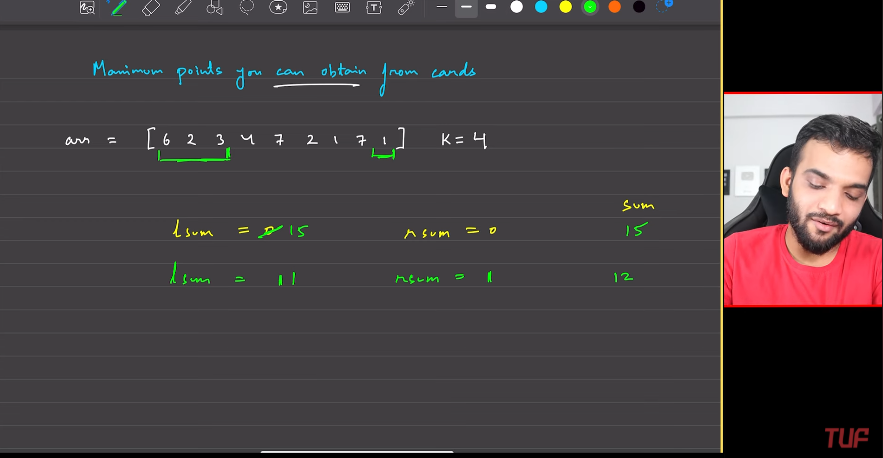 Maximum points you can obtain from cards
arr = [6 2 3 4 7 2 1 7 1] K = 4
sum
lsum = 0 15 rsum = 0 15
lsum = 11 rsum = 1 12
TUF